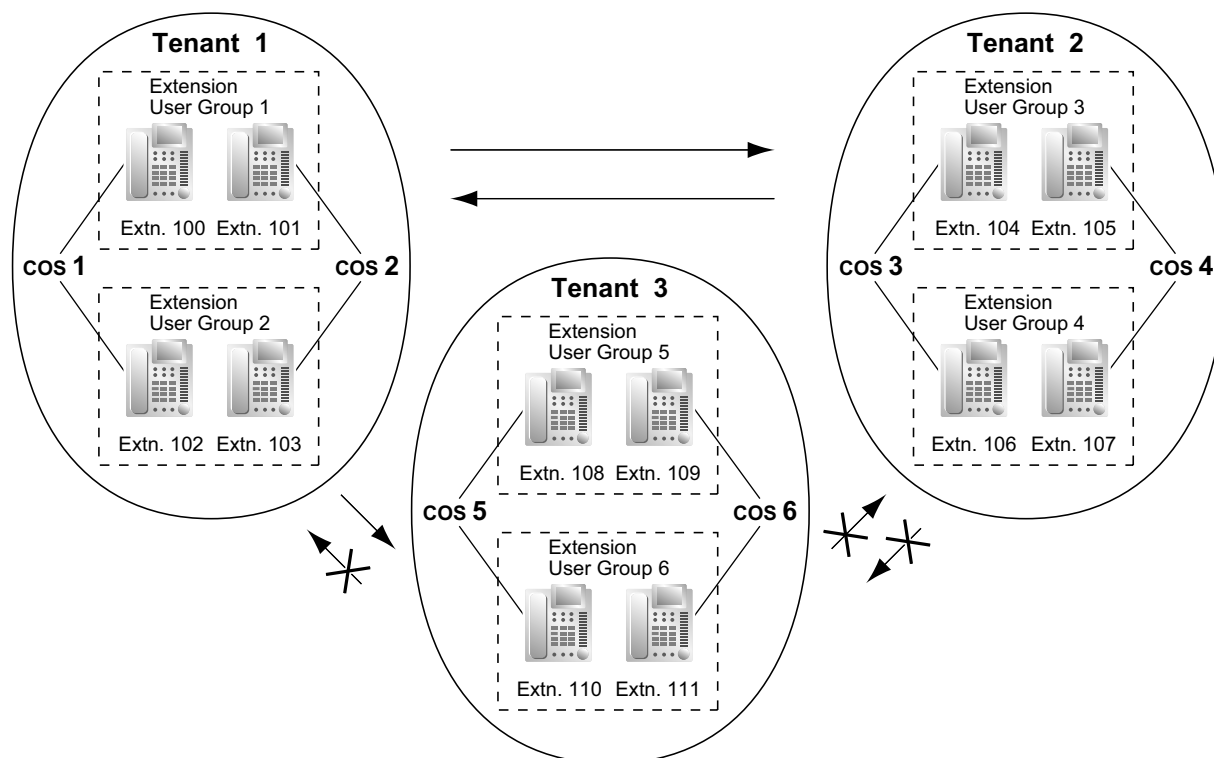 Tenant 1
Extension
User Group 1
Extn. 100 Extn. 101
COS 1
COS 2
Extension
User Group 2
Extn. 102 Extn. 103
Tenant 2
Extension
User Group 3
Extn. 104 Extn. 105
COS 3
COS 4
Extension
User Group 4
Extn. 106 Extn. 107
Tenant 3
Extension
User Group 5
Extn. 108 Extn. 109
COS 5
COS 6
Extension
User Group 6
Extn. 110 Extn. 111